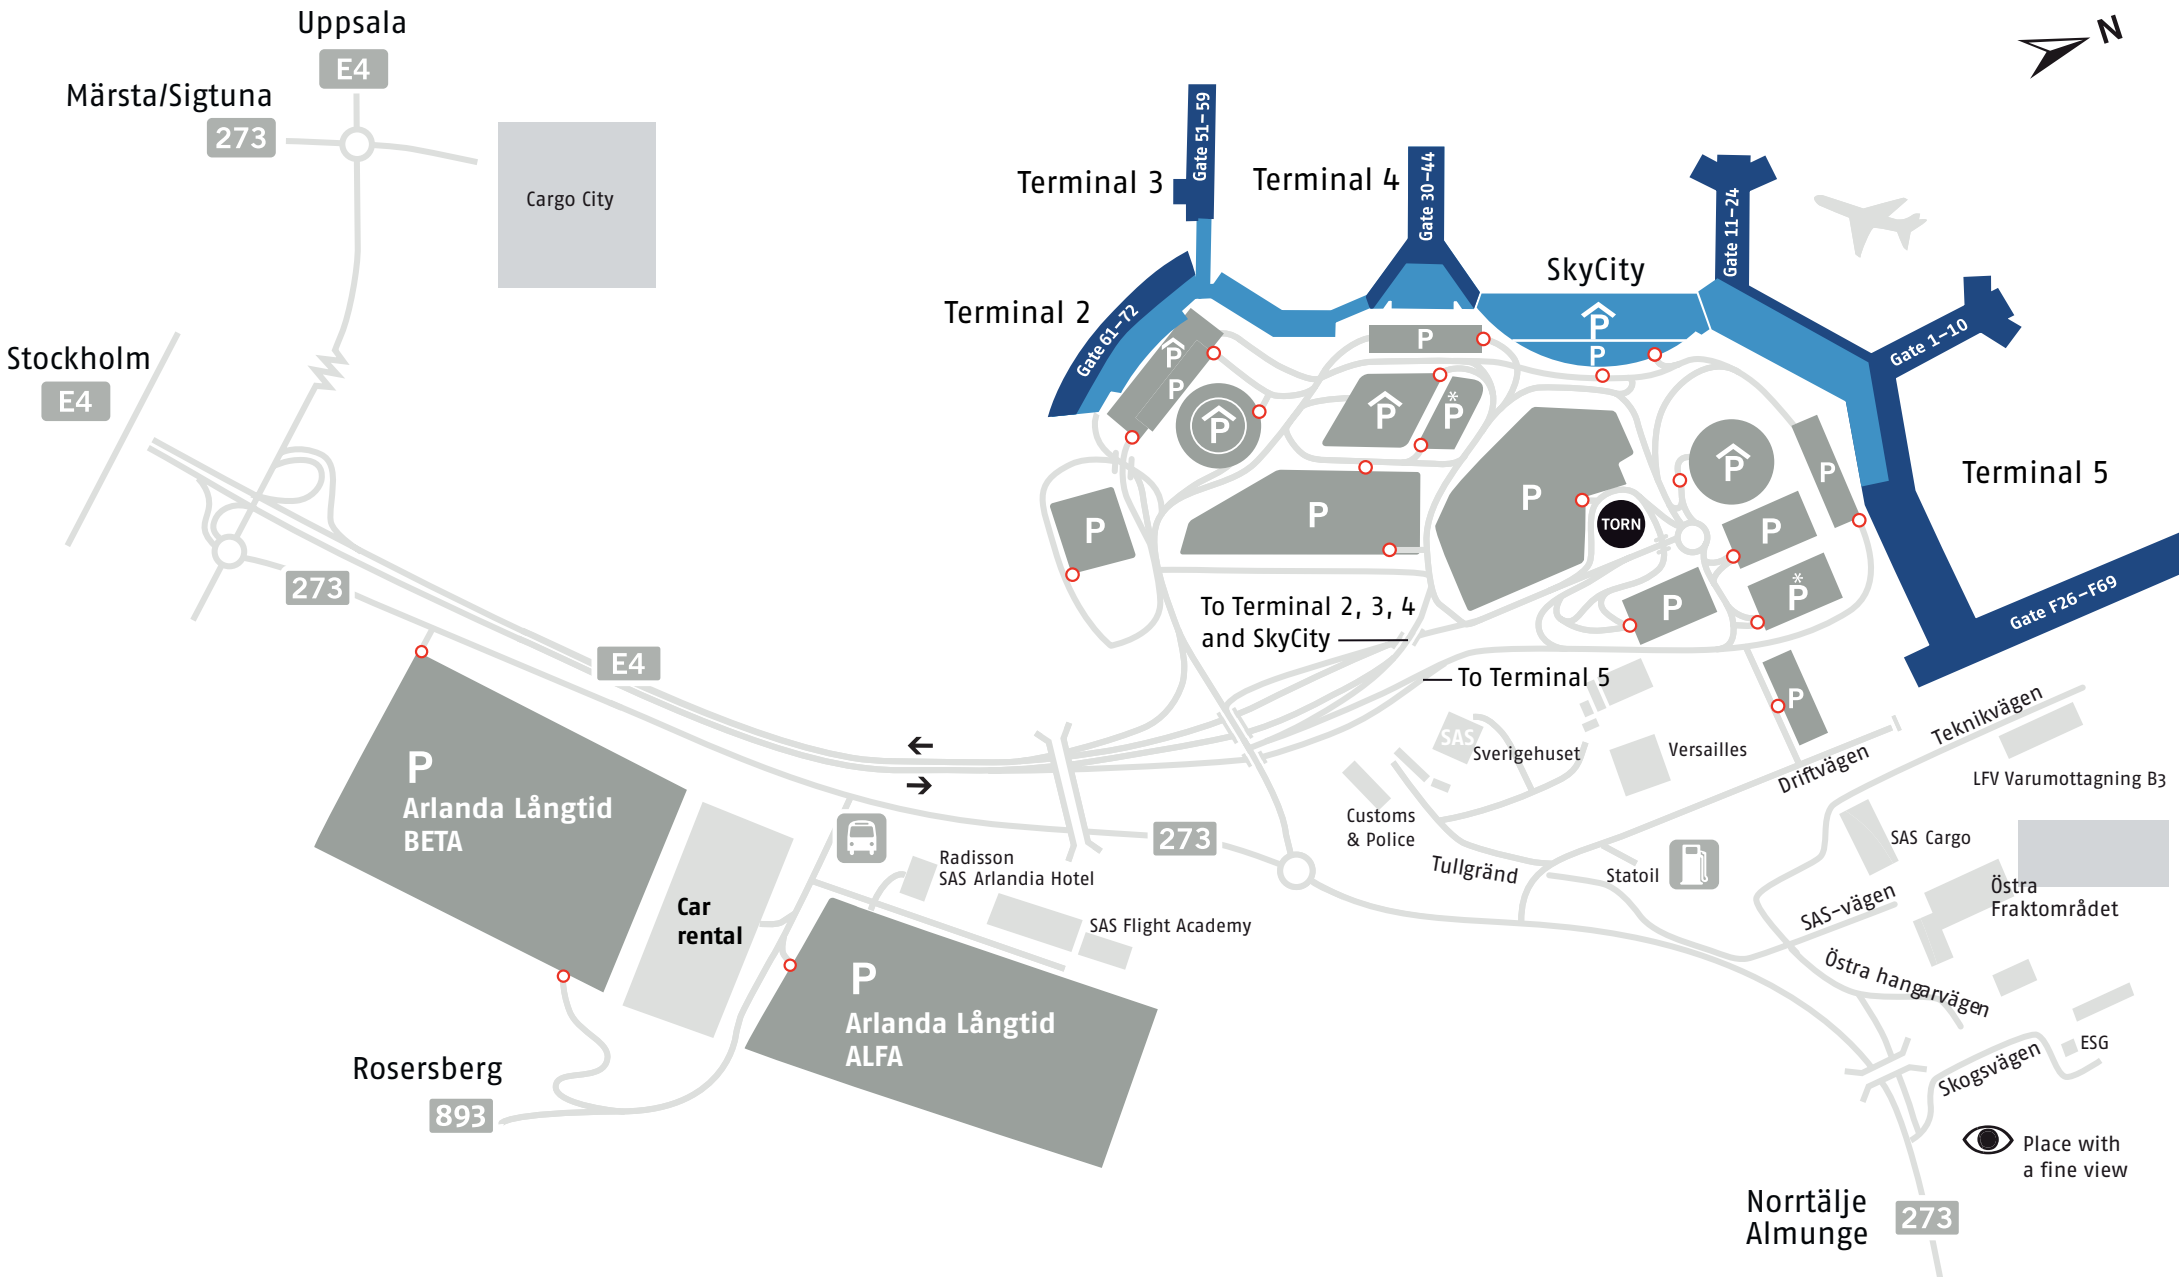 Uppsala
E4
Märsta/Sigtuna
273
Cargo City
Stockholm
E4
273
E4
N
Terminal 3
Gate 51–59
Terminal 4
Gate 30–44
SkyCity
Gate 11–24
Gate 1–10
Terminal 2
Gate 61–72
Terminal 5
Gate F26–F69
P
P
P
P
P
P
P
P
*
P
P
P
P
P
P
P
P
*
P
P
P
TORN
To Terminal 2, 3, 4
and SkyCity
To Terminal 5
SAS
Sverigehuset
Versailles
Driftvägen
Teknikvägen
LFV Varumottagning B3
Customs
& Police
Tullgränd
Statoil
SAS Cargo
Östra
Fraktområdet
SAS-vägen
Östra hangarvägen
Skogsvägen
ESG
Place with
a fine view
Norrtälje
Almunge
273
273
Radisson
SAS Arlandia Hotel
SAS Flight Academy
P
Arlanda Långtid
BETA
Car
rental
P
Arlanda Långtid
ALFA
Rosersberg
893